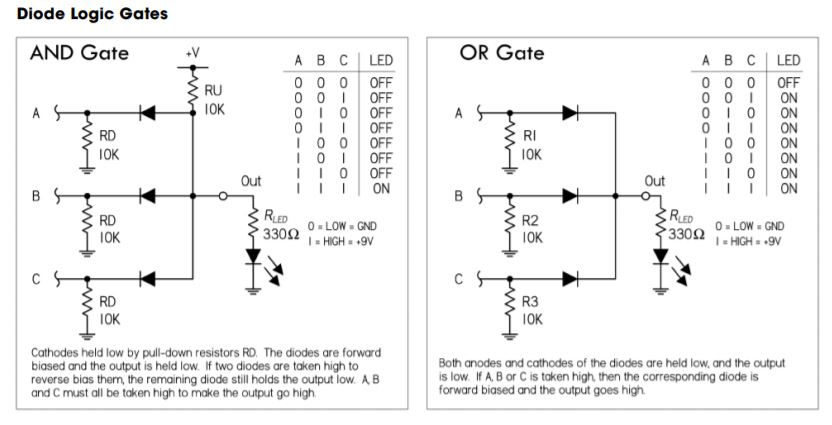 Diode Logic Gates
AND Gate
+V
RU
10K
A
RD
10K
B
RD
10K
C
RD
10K
Out
RLED
330Ω
A B C LED
0 0 0 OFF
0 0 1 OFF
0 1 0 OFF
0 1 1 OFF
1 0 0 OFF
1 0 1 OFF
1 1 0 OFF
1 1 1 ON
0 = LOW = GND
1 = HIGH = +9V
Cathodes held low by pull-down resistors RD. The diodes are forward
biased and the output is held low. If two diodes are taken high to
reverse bias them, the remaining diode still holds the output low. A, B
and C must all be taken high to make the output go high.
OR Gate
A
R1
10K
B
R2
10K
C
R3
10K
Out
RLED
330Ω
A B C LED
0 0 0 OFF
0 0 1 ON
0 1 0 ON
0 1 1 ON
1 0 0 ON
1 0 1 ON
1 1 0 ON
1 1 1 ON
0 = LOW = GND
1 = HIGH = +9V
Both anodes and cathodes of the diodes are held low, and the output
is low. If A, B or C is taken high, then the corresponding diode is
forward biased and the output goes high.